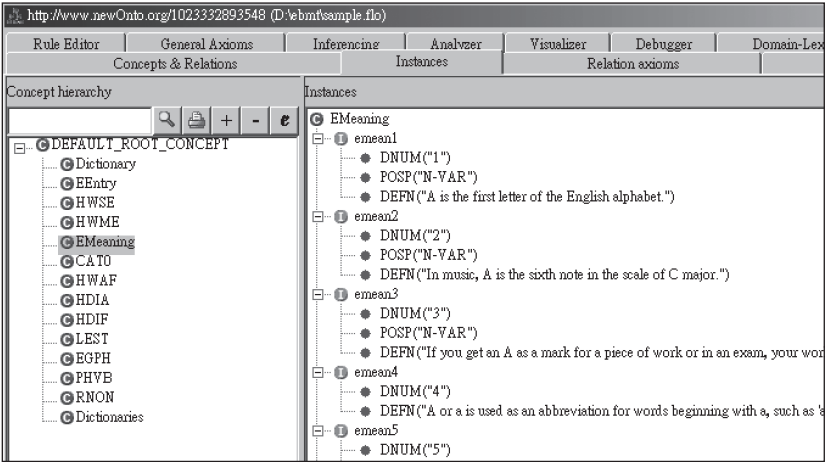 http://www.newOnto.org/1023332893548 (D:\ebmt\sample.flo)
Rule Editor General Axioms Inferencing Analyzer Visualizer Debugger Domain-Lex
Concepts & Relations Instances Relation axioms
Concept hierarchy
+ - e
DEFAULT_ROOT_CONCEPT
C Dictionary
C EEntry
C HWSE
C HWME
C EMeaning
C CAT0
C HWAF
C HDIA
C HDIF
C LEST
C EGPH
C PHVB
C RNON
C Dictionaries
Instances
C EMeaning
I emean1
DNUM("1")
POSP("N-VAR")
DEFN("A is the first letter of the English alphabet.")
I emean2
DNUM("2")
POSP("N-VAR")
DEFN("In music, A is the sixth note in the scale of C major.")
I emean3
DNUM("3")
POSP("N-VAR")
DEFN("If you get an A as a mark for a piece of work or in an exam, your wor
I emean4
DNUM("4")
DEFN("A or a is used as an abbreviation for words beginning with a, such as 'a
I emean5
DNUM("5")